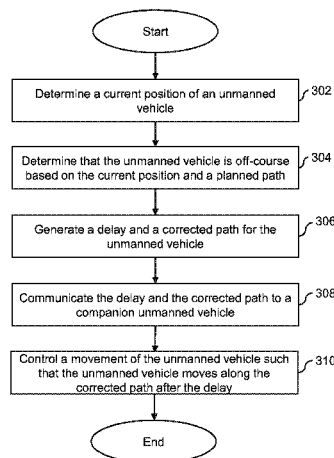 Start
Determine a current position of an unmanned
vehicle
302
Determine that the unmanned vehicle is off-course
based on the current position and a planned path
304
Generate a delay and a corrected path for the
unmanned vehicle
306
Communicate the delay and the corrected path to a
companion unmanned vehicle
308
Control a movement of the unmanned vehicle such
that the unmanned vehicle moves along the
corrected path after the delay
310
End